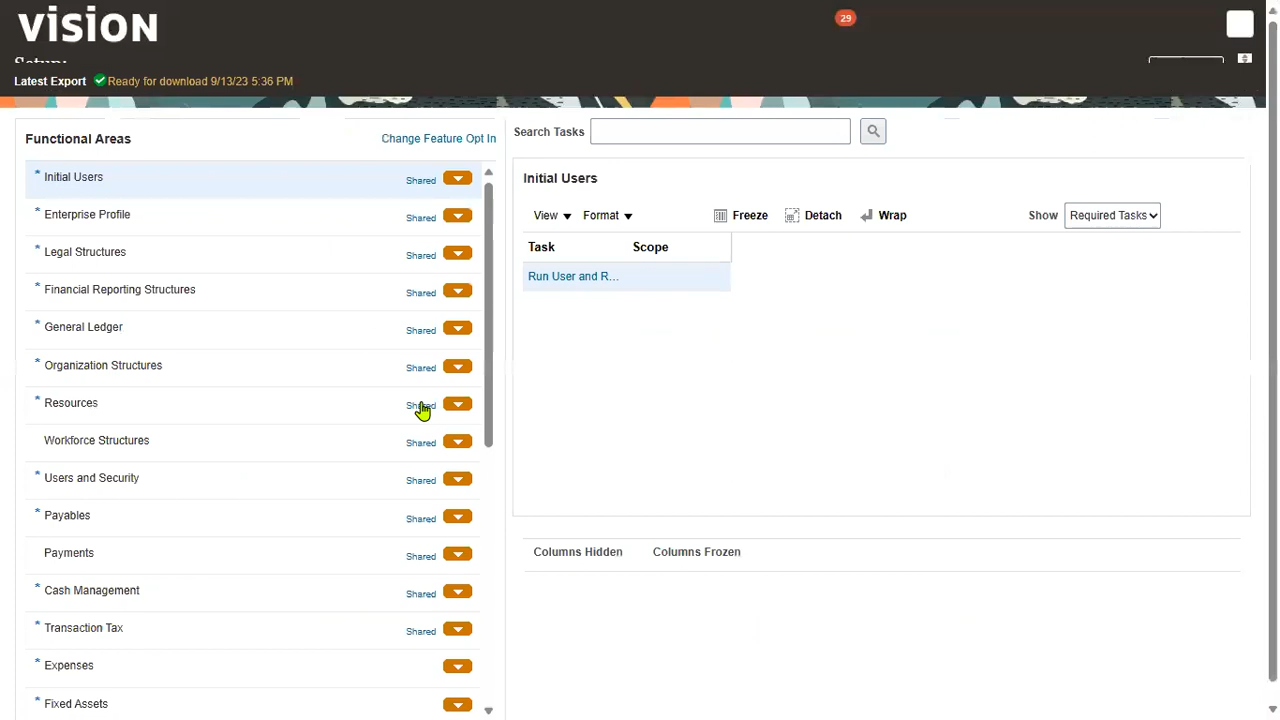 vision
29
Setup:
Latest Export Ready for download 9/13/23 5:36 PM
Functional Areas
Change Feature Opt In
Search Tasks
* Initial Users Shared
* Enterprise Profile Shared
* Legal Structures Shared
* Financial Reporting Structures Shared
* General Ledger Shared
* Organization Structures Shared
* Resources Shared
Workforce Structures Shared
* Users and Security Shared
* Payables Shared
Payments Shared
* Cash Management Shared
* Transaction Tax Shared
* Expenses
* Fixed Assets
Initial Users
View Format Freeze Detach Wrap Show Required Tasks
Task Scope
Run User and R...
Columns Hidden Columns Frozen